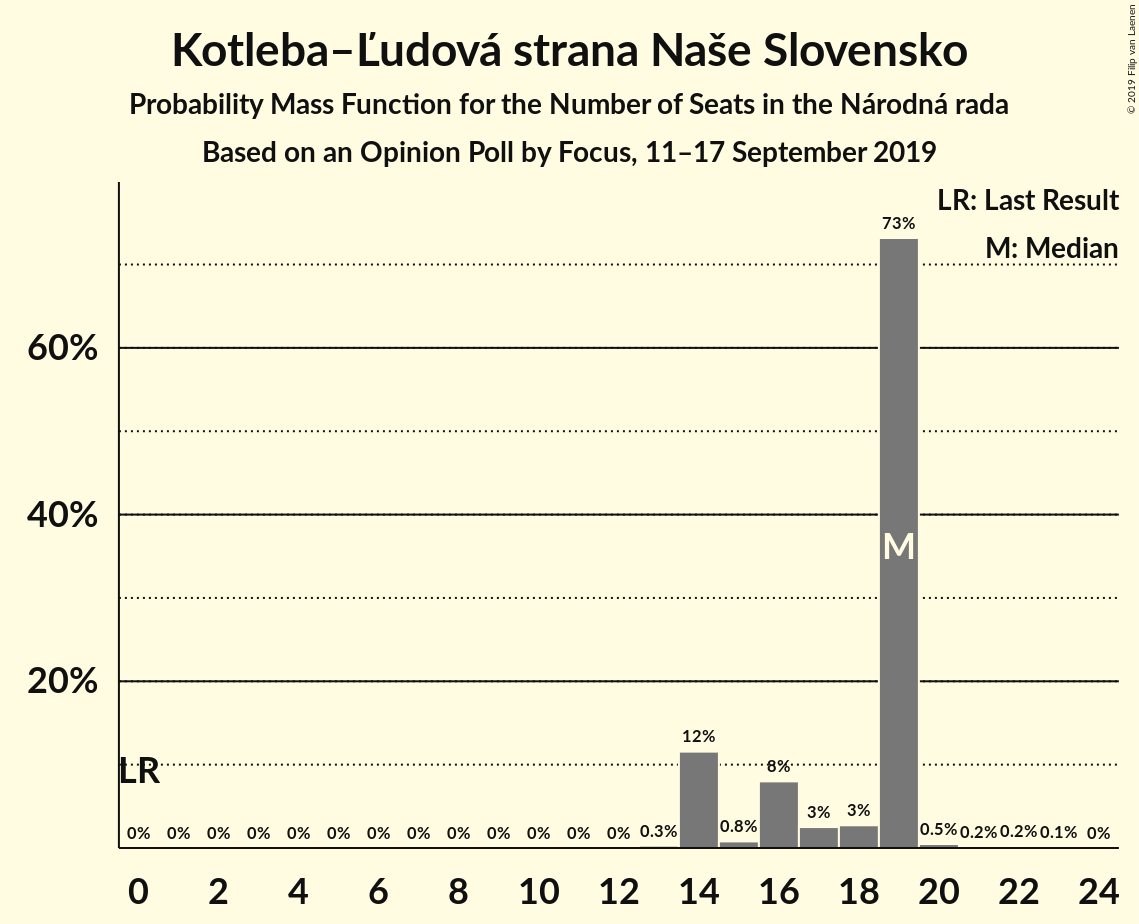 Kotleba–Ľudová strana Naše Slovensko
Probability Mass Function for the Number of Seats in the Národná rada
Based on an Opinion Poll by Focus, 11–17 September 2019
© 2019 Filip van Laenen
LR: Last Result
M: Median
73%
60%
40%
M
20%
12%
LR
8%
3% 3%
0% 0% 0% 0% 0% 0% 0% 0% 0% 0% 0% 0% 0% 0.3% 0.8% 0.5% 0.2% 0.2% 0.1% 0%
0 2 4 6 8 10 12 14 16 18 20 22 24